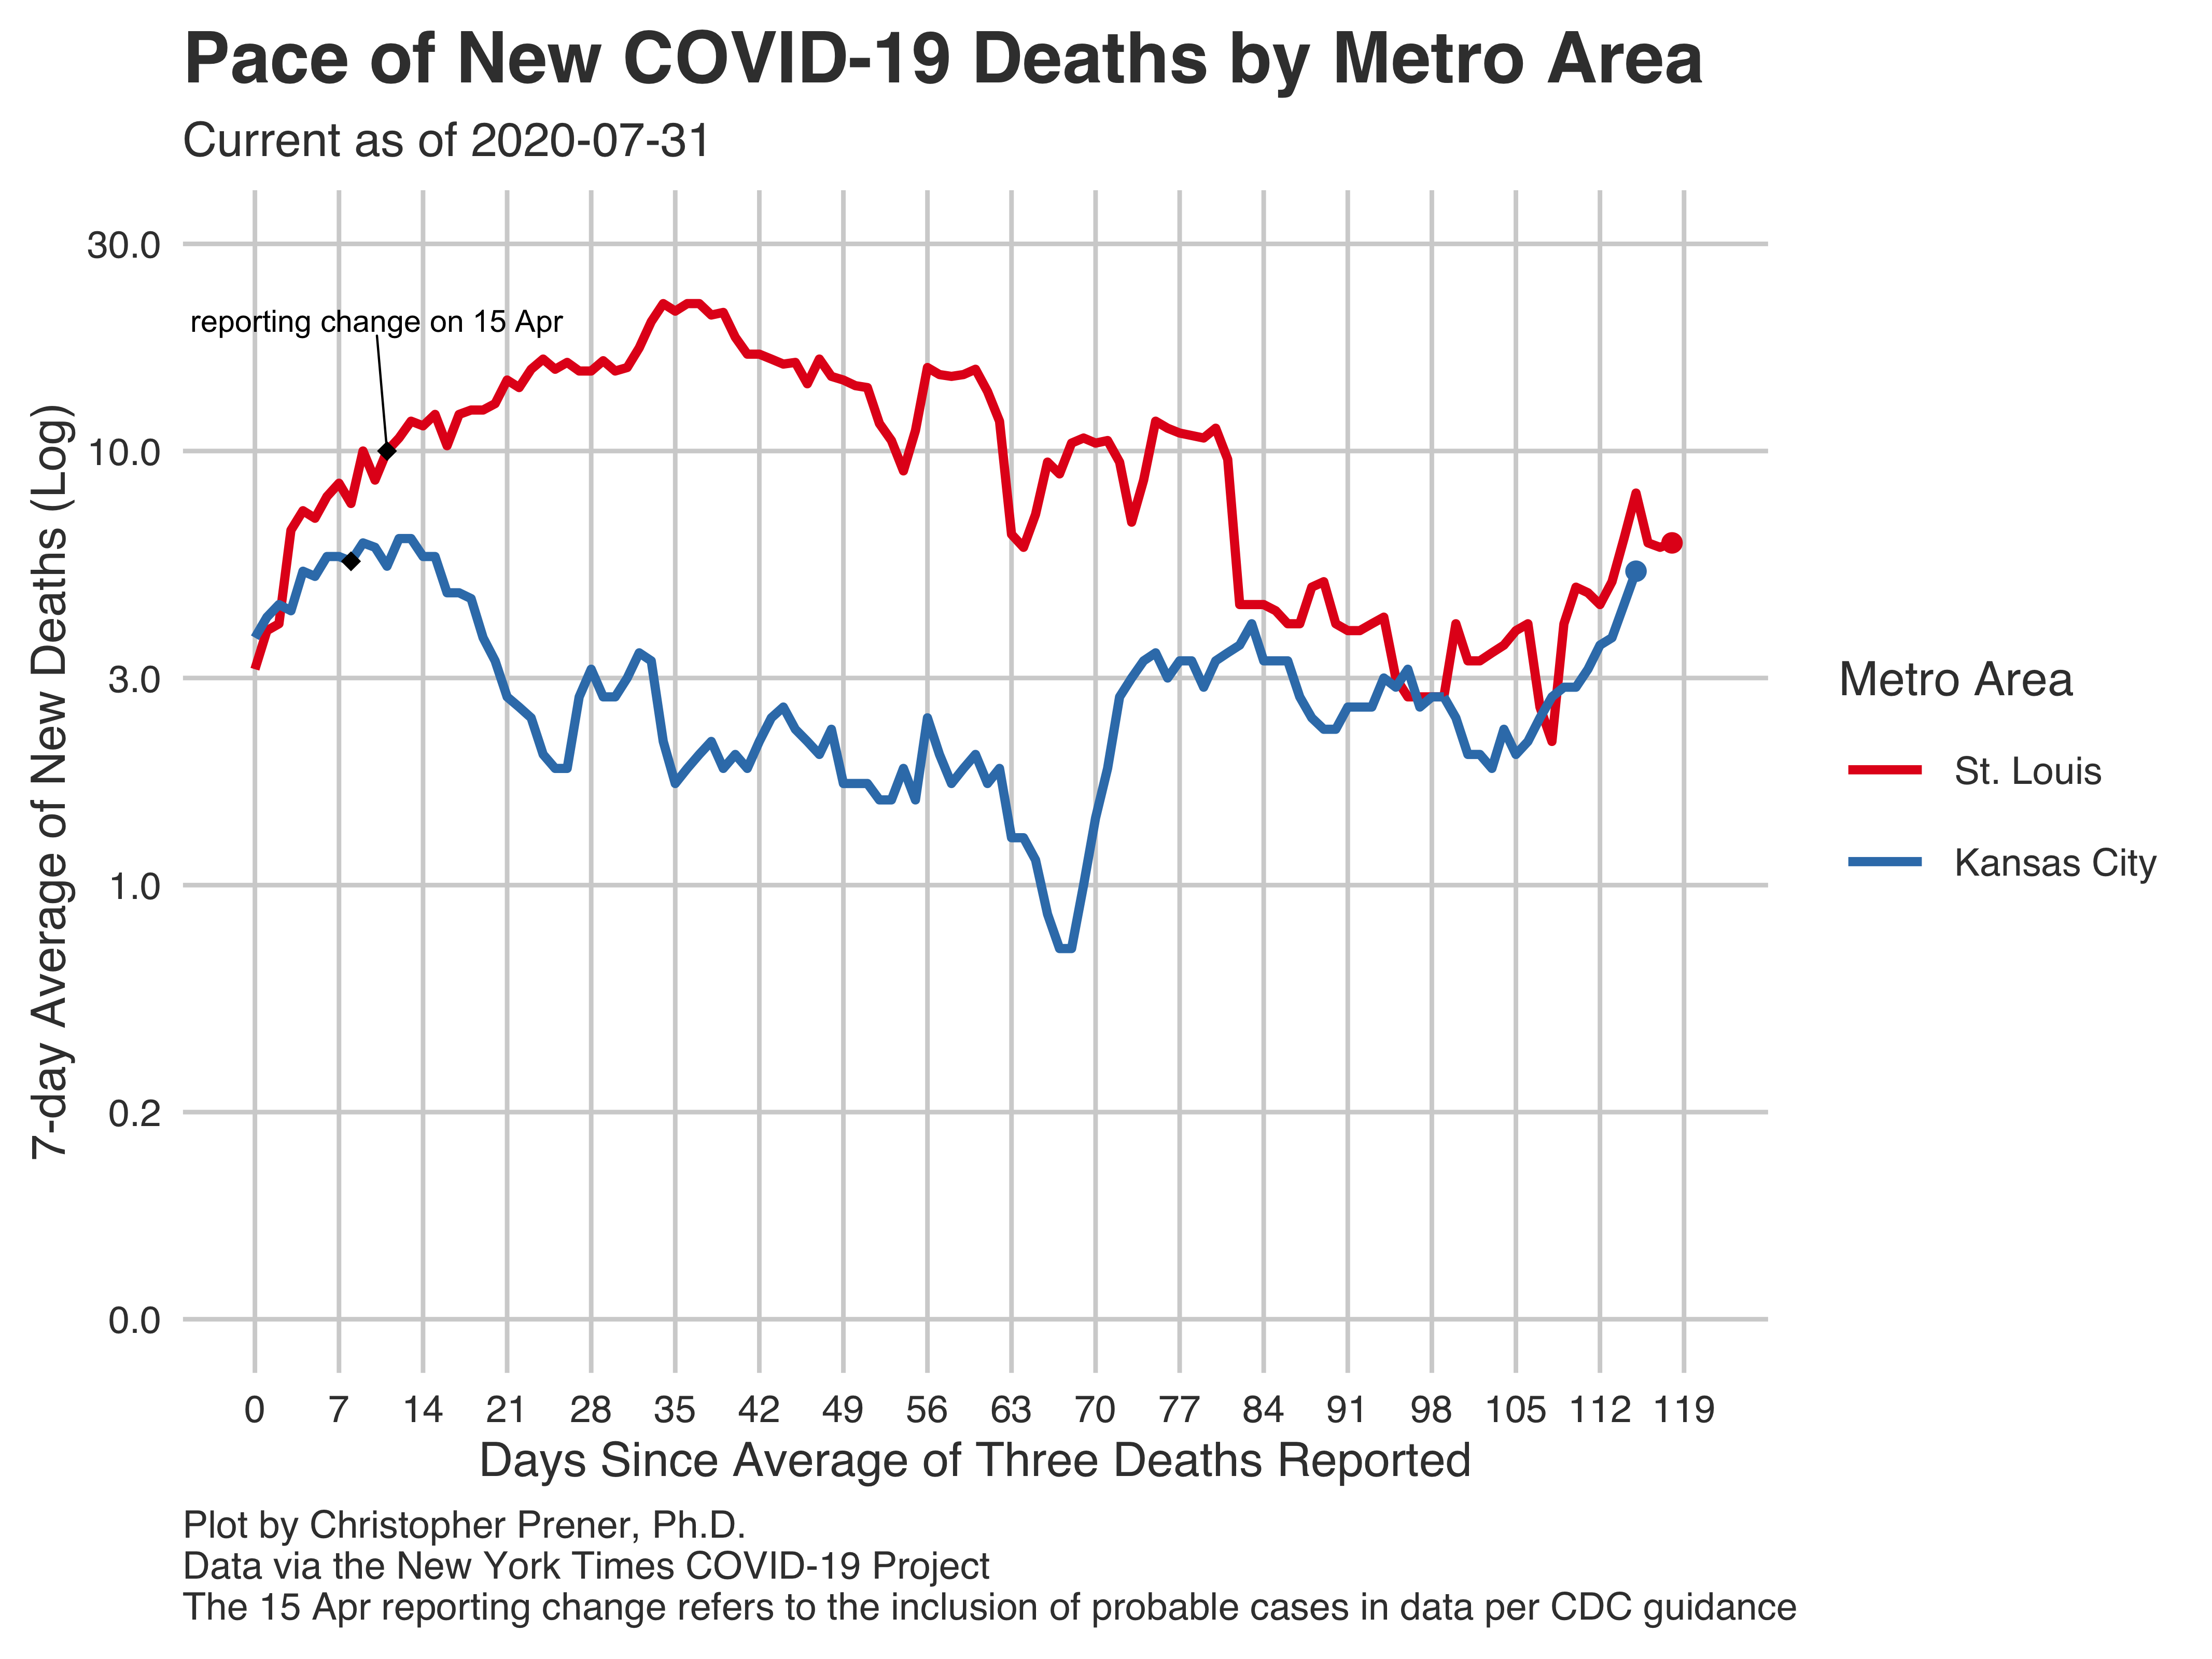 Pace of New COVID-19 Deaths by Metro Area
Current as of 2020-07-31
7-day Average of New Deaths (Log)
30.0
10.0
3.0
1.0
0.2
0.0
reporting change on 15 Apr
0 7 14 21 28 35 42 49 56 63 70 77 84 91 98 105 112 119
Days Since Average of Three Deaths Reported
Metro Area
St. Louis
Kansas City
Plot by Christopher Prener, Ph.D.
Data via the New York Times COVID-19 Project
The 15 Apr reporting change refers to the inclusion of probable cases in data per CDC guidance